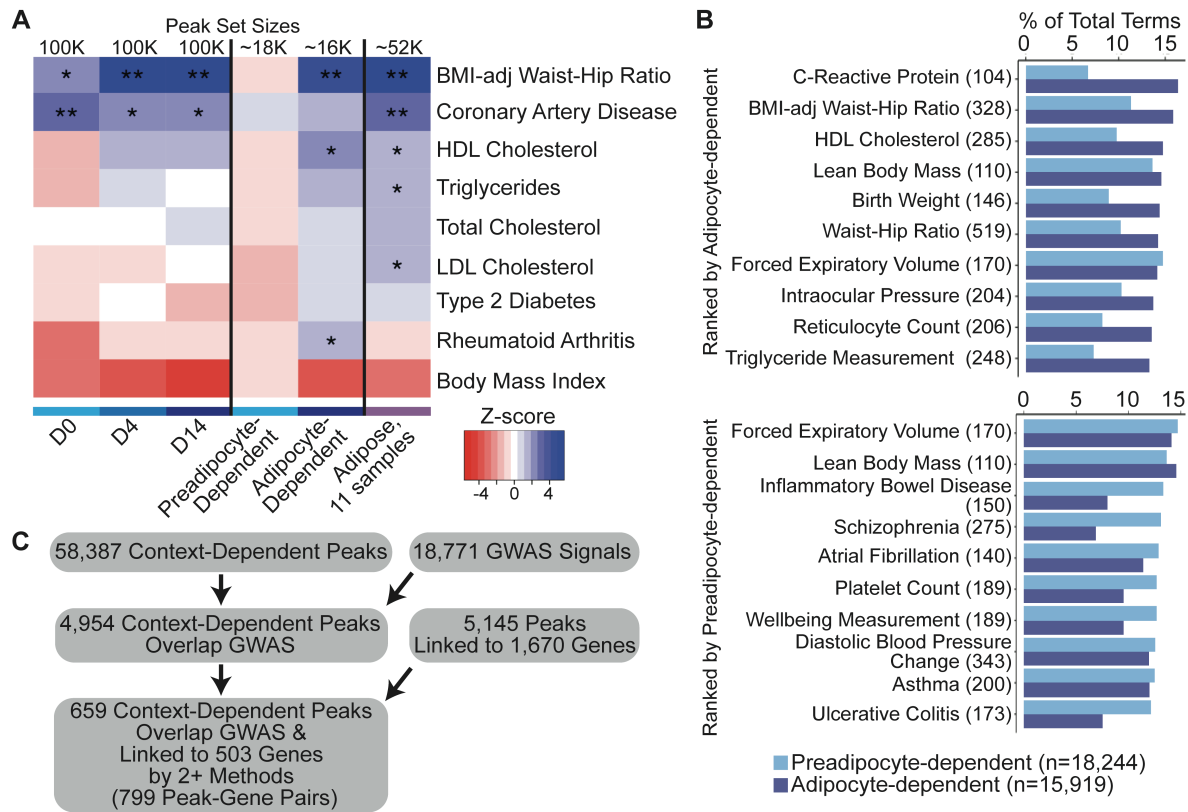 A
Peak Set Sizes
100K 100K 100K ~18K ~16K ~52K
* ** ** ** ** BMI-adj Waist-Hip Ratio
** * * ** Coronary Artery Disease
* * HDL Cholesterol
* Triglycerides
Total Cholesterol
* LDL Cholesterol
Type 2 Diabetes
* Rheumatoid Arthritis
Body Mass Index
D0
D4
D14
Preadipocyte-
Dependent
Adipocyte-
Dependent
Adipose,
11 samples
Z-score
-4 0 4
B
% of Total Terms
0 5 10 15
Ranked by Adipocyte-dependent
C-Reactive Protein (104)
BMI-adj Waist-Hip Ratio (328)
HDL Cholesterol (285)
Lean Body Mass (110)
Birth Weight (146)
Waist-Hip Ratio (519)
Forced Expiratory Volume (170)
Intraocular Pressure (204)
Reticulocyte Count (206)
Triglyceride Measurement (248)
0 5 10 15
Ranked by Preadipocyte-dependent
Forced Expiratory Volume (170)
Lean Body Mass (110)
Inflammatory Bowel Disease
(150)
Schizophrenia (275)
Atrial Fibrillation (140)
Platelet Count (189)
Wellbeing Measurement (189)
Diastolic Blood Pressure
Change (343)
Asthma (200)
Ulcerative Colitis (173)
Preadipocyte-dependent (n=18,244)
Adipocyte-dependent (n=15,919)
C
58,387 Context-Dependent Peaks
18,771 GWAS Signals
4,954 Context-Dependent Peaks
Overlap GWAS
5,145 Peaks
Linked to 1,670 Genes
659 Context-Dependent Peaks
Overlap GWAS &
Linked to 503 Genes
by 2+ Methods
(799 Peak-Gene Pairs)